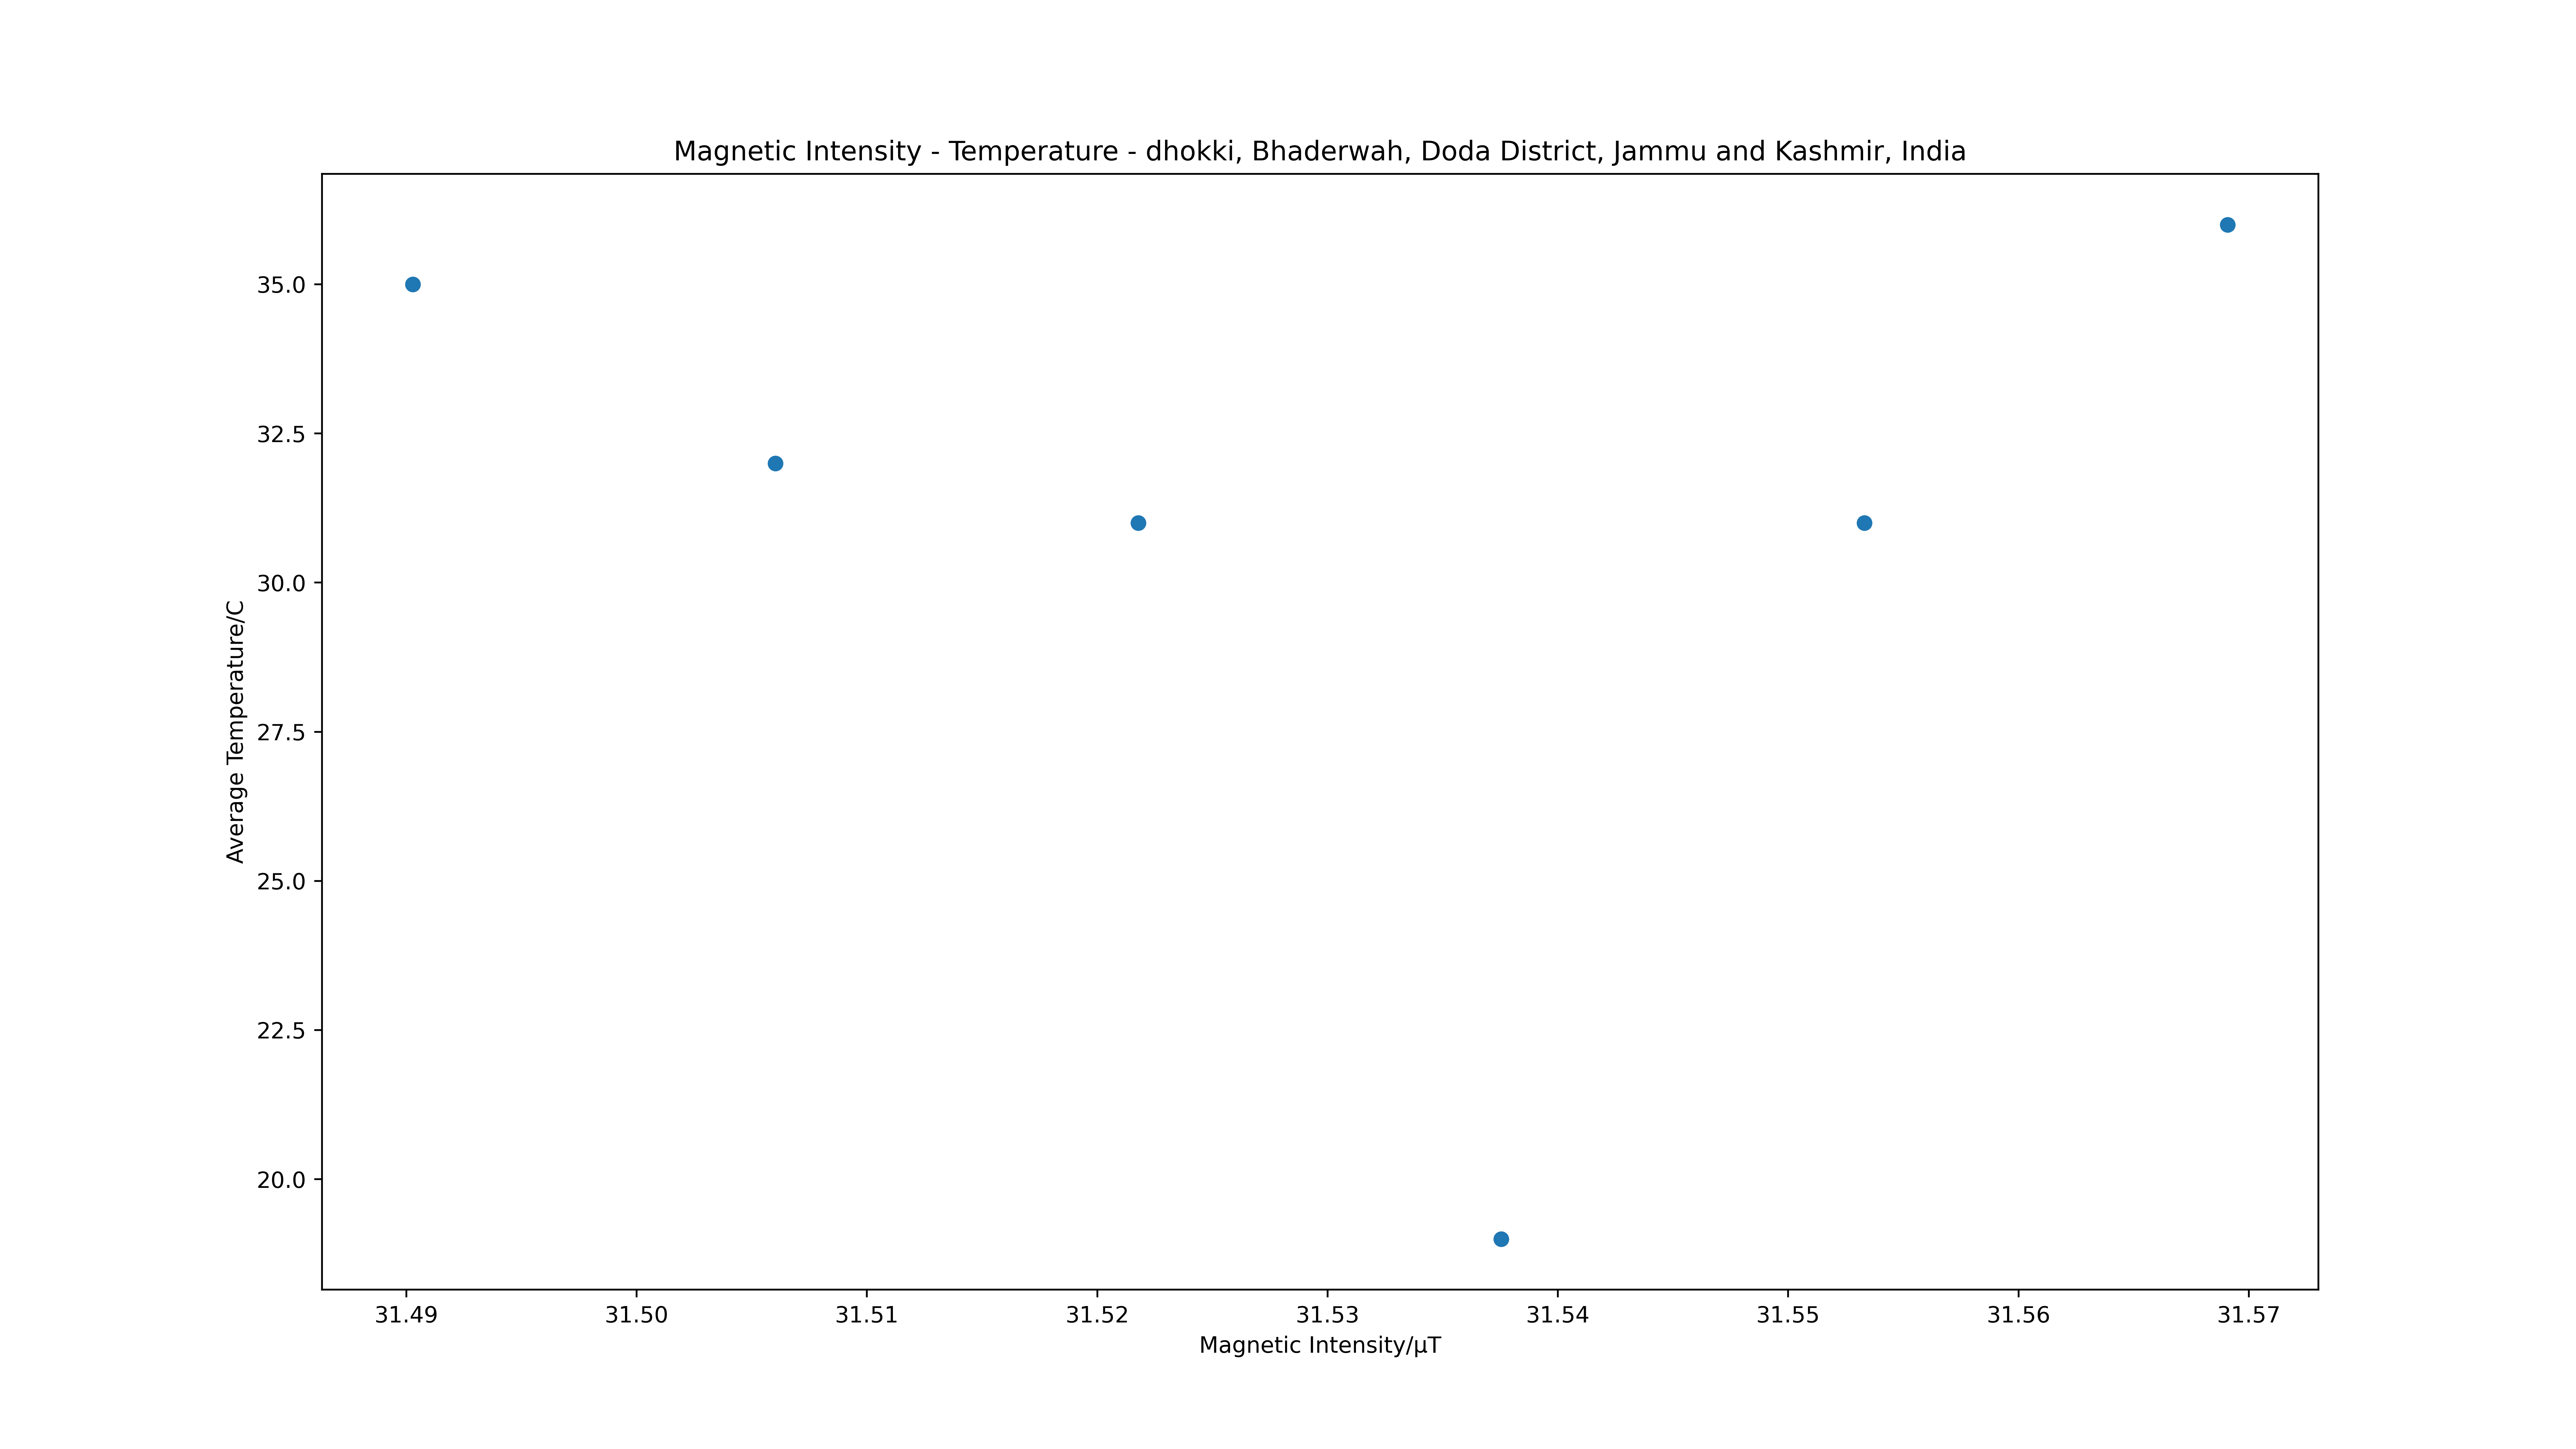 Magnetic Intensity - Temperature - dhokki, Bhaderwah, Doda District, Jammu and Kashmir, India
35.0
32.5
30.0
27.5
25.0
22.5
20.0
Average Temperature/C
31.49 31.50 31.51 31.52 31.53 31.54 31.55 31.56 31.57
Magnetic Intensity/μT